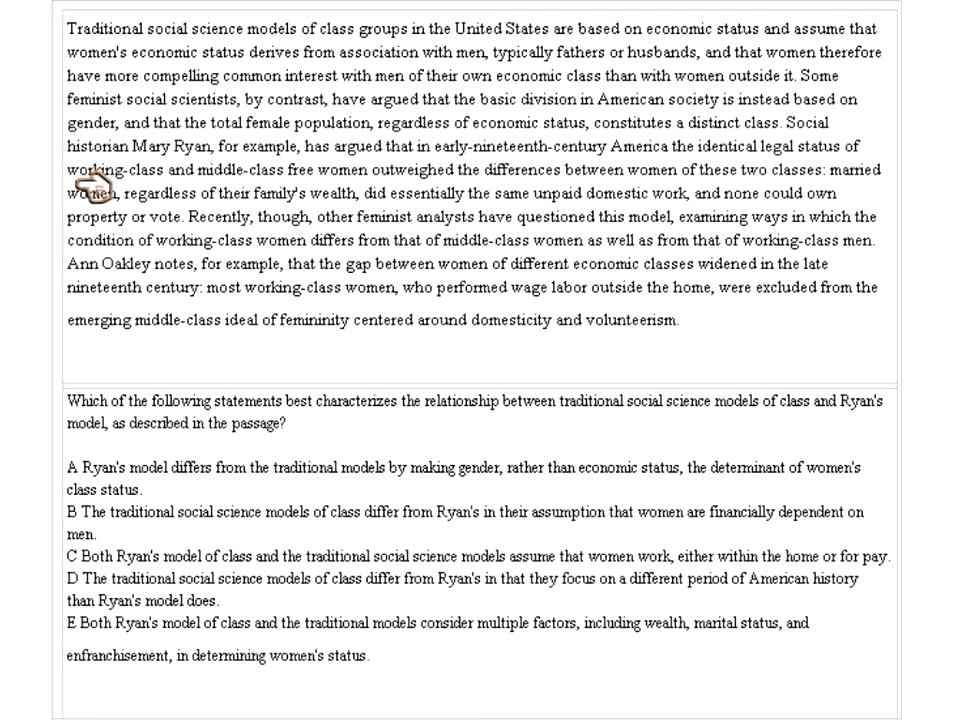 Traditional social science models of class groups in the United States are based on economic status and assume that
women's economic status derives from association with men, typically fathers or husbands, and that women therefore
have more compelling common interest with men of their own economic class than with women outside it. Some
feminist social scientists, by contrast, have argued that the basic division in American society is instead based on
gender, and that the total female population, regardless of economic status, constitutes a distinct class. Social
historian Mary Ryan, for example, has argued that in early-nineteenth-century America the identical legal status of
working-class and middle-class free women outweighed the differences between women of these two classes: married
women, regardless of their family's wealth, did essentially the same unpaid domestic work, and none could own
property or vote. Recently, though, other feminist analysts have questioned this model, examining ways in which the
condition of working-class women differs from that of middle-class women as well as from that of working-class men.
Ann Oakley notes, for example, that the gap between women of different economic classes widened in the late
nineteenth century: most working-class women, who performed wage labor outside the home, were excluded from the
emerging middle-class ideal of femininity centered around domesticity and volunteerism.
Which of the following statements best characterizes the relationship between traditional social science models of class and Ryan's
model, as described in the passage?
A Ryan's model differs from the traditional models by making gender, rather than economic status, the determinant of women's
class status.
B The traditional social science models of class differ from Ryan's in their assumption that women are financially dependent on
men.
C Both Ryan's model of class and the traditional social science models assume that women work, either within the home or for pay.
D The traditional social science models of class differ from Ryan's in that they focus on a different period of American history
than Ryan's model does.
E Both Ryan's model of class and the traditional models consider multiple factors, including wealth, marital status, and
enfranchisement, in determining women's status.